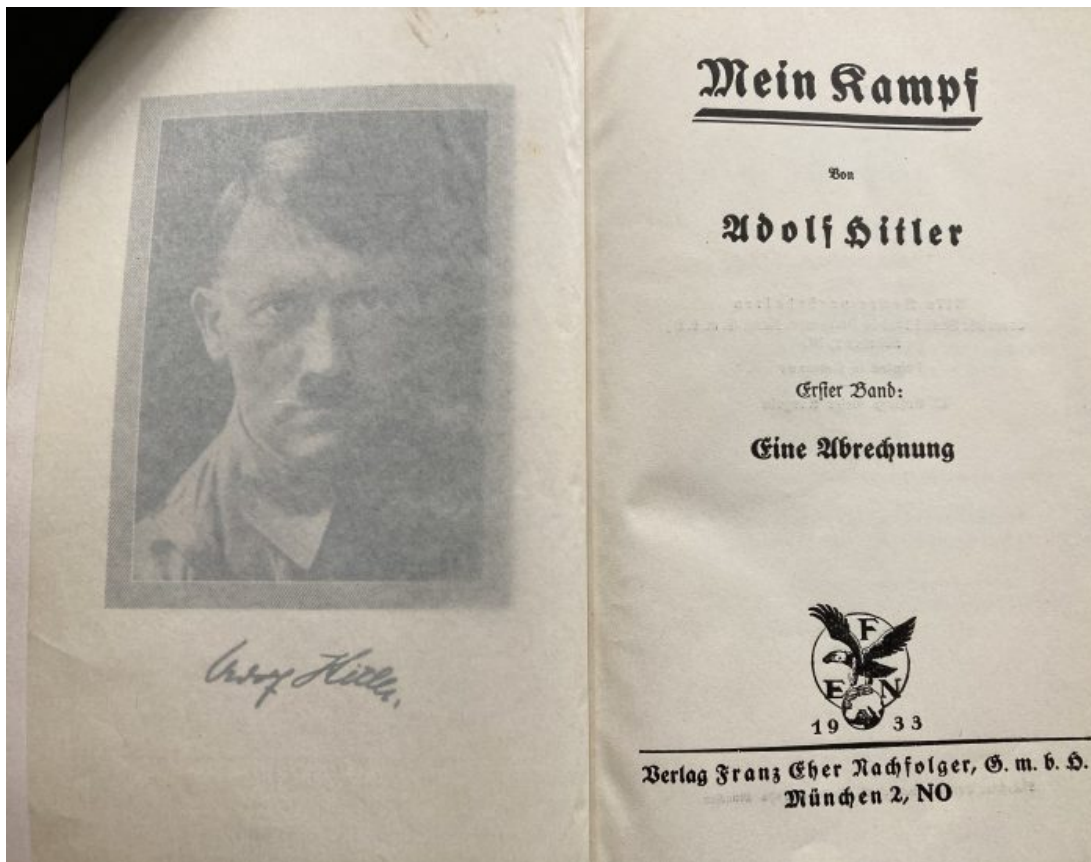 Adolf Hitler.
Mein Kampf
Von
Adolf Hitler
Erster Band:
Eine Abrechnung
F
E N
19 33
Verlag Franz Eher Nachfolger, G. m. b. H.
München 2, NO